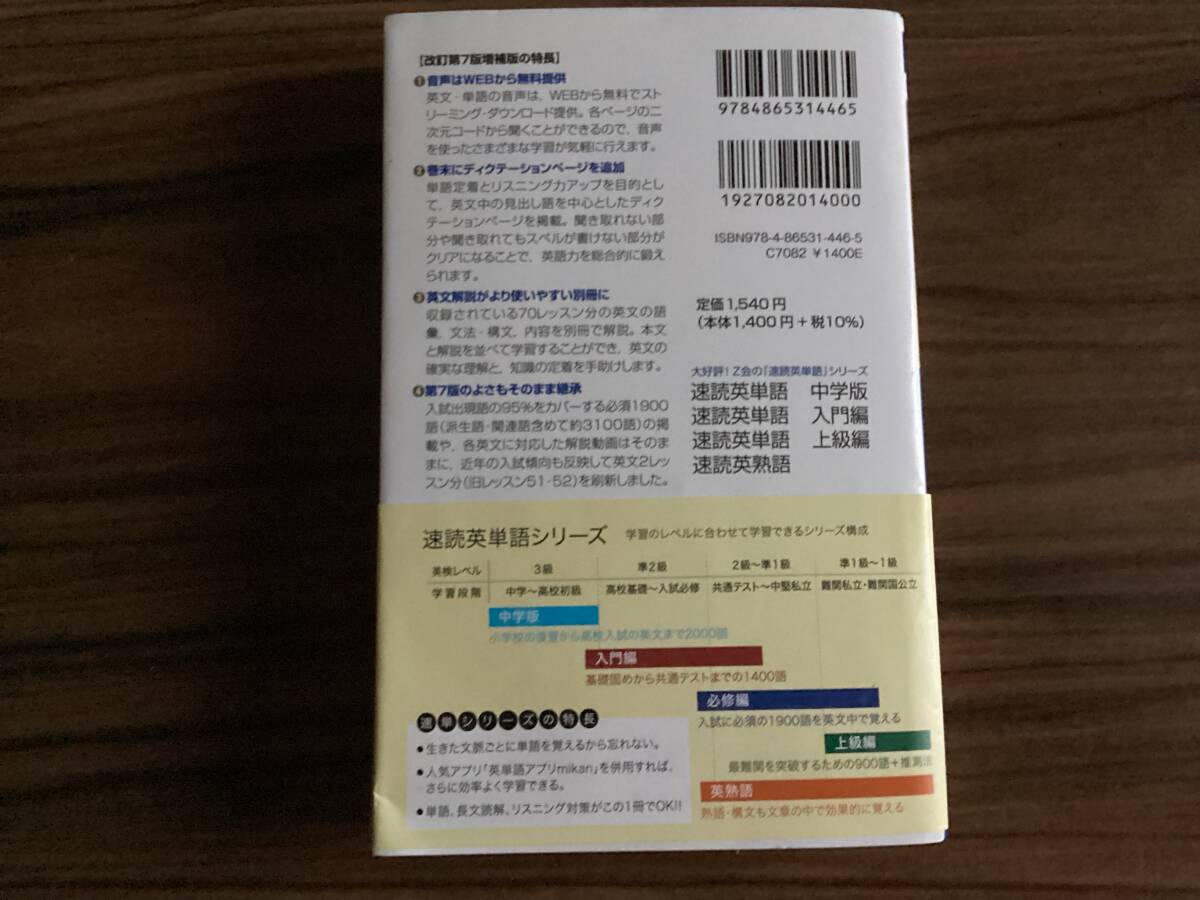 [改訂第7版増補版の特長]
❶音声はWEBから無料提供
英文・単語の音声は、WEBから無料でスト
リーミング・ダウンロード提供。各ページの二
次元コードから聞くことができるので、音声
を使ったさまざまな学習が気軽に行えます。
❷巻末にディクテーションページを追加
単語定着とリスニング力アップを目的とし
て、英文中の見出し語を中心としたディク
テーションページを掲載。聞き取れない部
分や聞き取れてもスペルが書けない部分が
クリアになることで、英語力を総合的に鍛え
られます。
❸英文解説がより使いやすい別冊に
収録されている70レッスン分の英文の語
彙、文法・構文、内容を別冊で解説。本文
と解説を並べて学習することができ、英文の
確実な理解と、知識の定着を手助けします。
❹第7版のよさもそのまま継承
入試出現語の95%をカバーする必須1900
語(派生語・関連語含めて約3100語)の掲
載や、各英文に対応した解説動画はそのま
まに、近年の入試傾向も反映して英文2レッ
スン分(旧レッスン51・52)を刷新しました。
9784865314465
1927082014000
ISBN978-4-86531-446-5
C7082 ¥1400E
定価1,540円
(本体1,400円+税10%)
大好評!Z会の「速読英単語」シリーズ
速読英単語 中学版
速読英単語 入門編
速読英単語 上級編
速読英熟語
速読英単語シリーズ 学習のレベルに合わせて学習できるシリーズ構成
英検レベル 3級 準2級 2級〜準1級 準1級〜1級
学習段階 中学〜高校初級 高校基礎〜入試必修 共通テスト〜中堅私立 難関私立・難関国公立
中学版
小学校の復習から高校入試の英文まで2000語
入門編
基礎固めから共通テストまでの1400語
必修編
入試に必須の1900語を英文中で覚える
上級編
最難関を突破するための900語+推測法
英熟語
熟語・構文も文章の中で効果的に覚える
速単シリーズの特長
●生きた文脈ごとに単語を覚えるから忘れない。
●人気アプリ「英単語アプリmikan」を併用すれば、
さらに効率よく学習できる。
●単語、長文読解、リスニング対策がこの1冊でOK!!